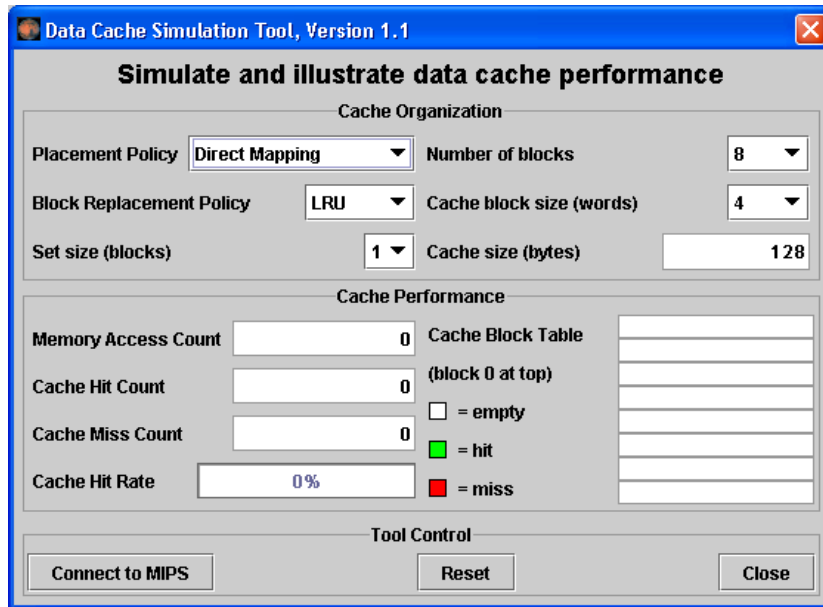 Data Cache Simulation Tool, Version 1.1
Simulate and illustrate data cache performance
Cache Organization
Placement Policy Direct Mapping Number of blocks 8
Block Replacement Policy LRU Cache block size (words) 4
Set size (blocks) 1 Cache size (bytes) 128
Cache Performance
Memory Access Count 0 Cache Block Table
(block 0 at top)
Cache Hit Count 0
= empty
Cache Miss Count 0
= hit
Cache Hit Rate 0%
= miss
Tool Control
Connect to MIPS Reset Close